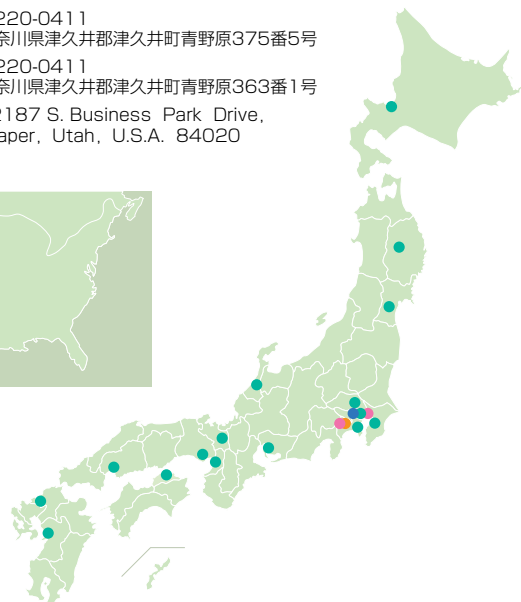 220-0411
奈川県津久井郡津久井町青野原375番5号
220-0411
奈川県津久井郡津久井町青野原363番1号
2187 S. Business Park Drive,
aper, Utah, U.S.A. 84020